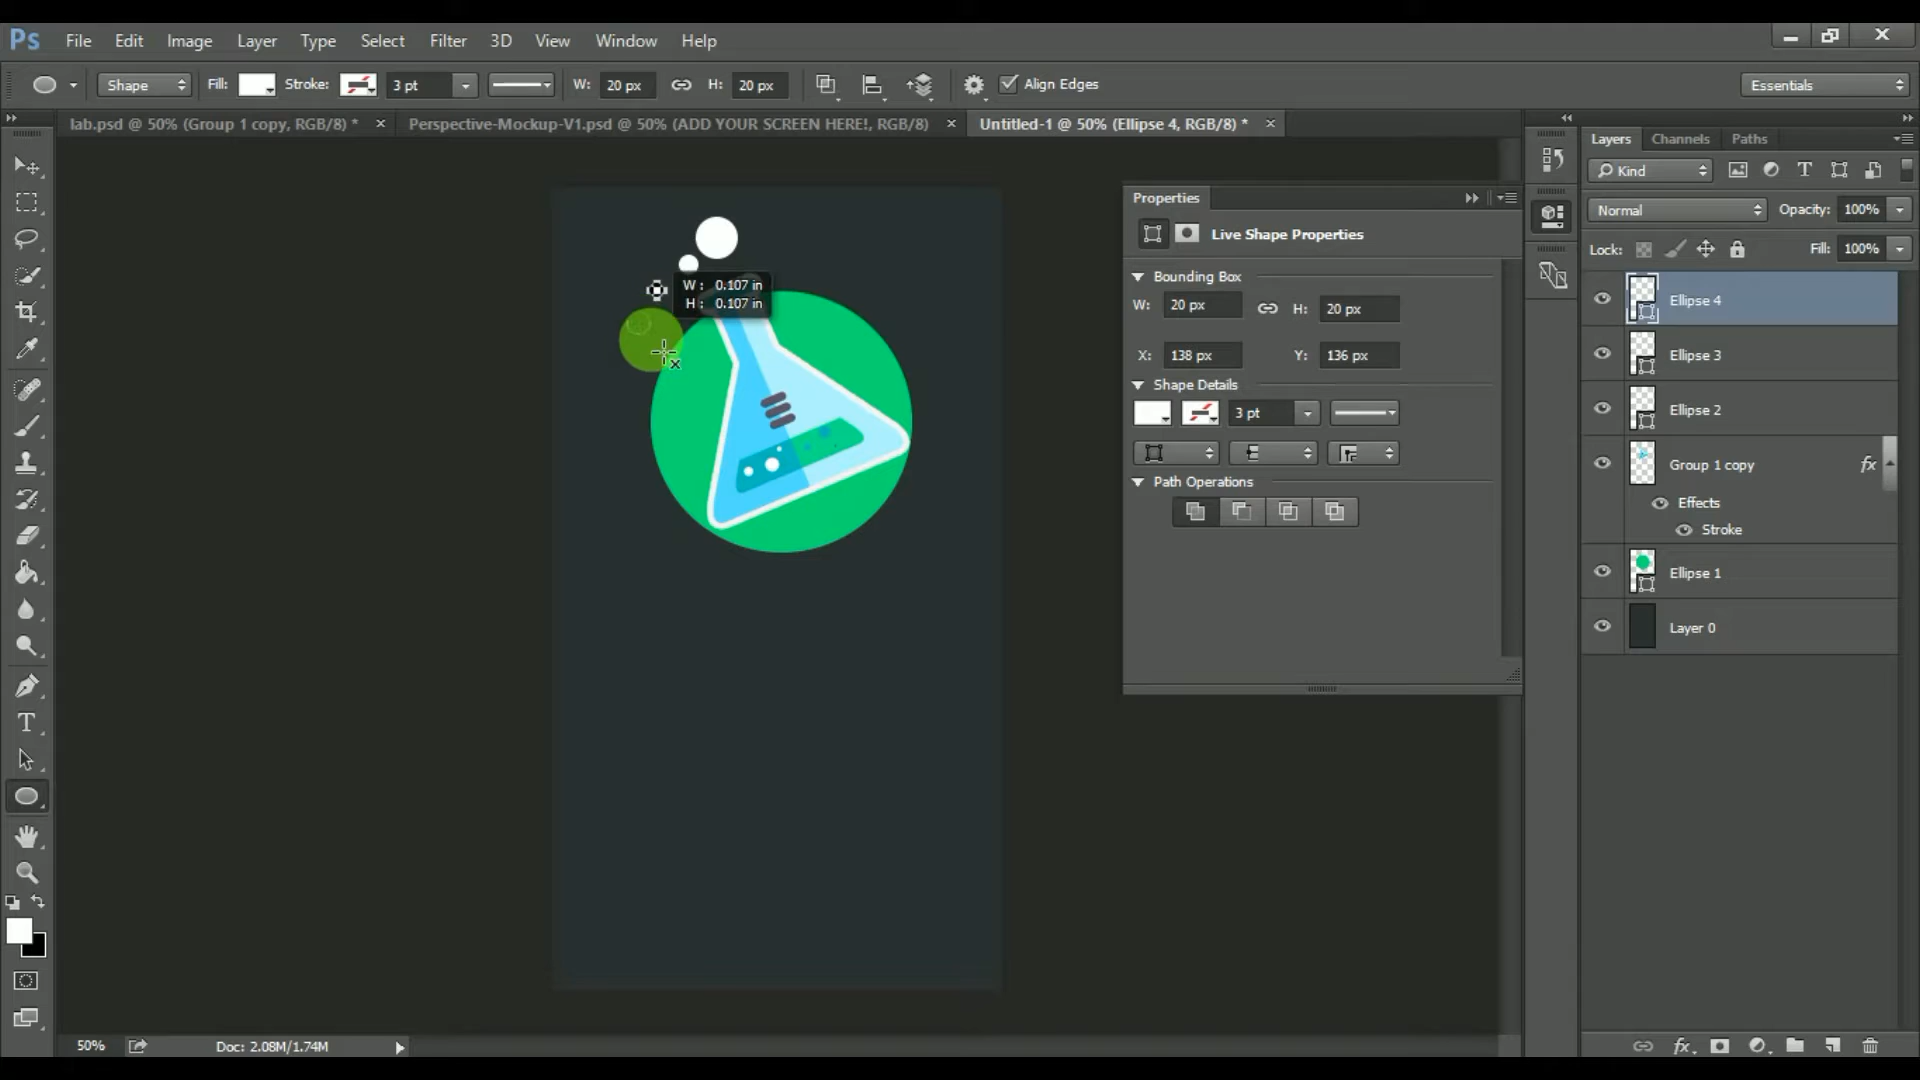 Ps File Edit Image Layer Type Select Filter 3D View Window Help
Shape Fill: Stroke: 3 pt W: 20 px H: 20 px Align Edges Essentials
lab.psd @ 50% (Group 1 copy, RGB/8) * Perspective-Mockup-V1.psd @ 50% (ADD YOUR SCREEN HERE!, RGB/8) Untitled-1 @ 50% (Ellipse 4, RGB/8) *
Layers Channels Paths
Kind
Normal Opacity: 100%
Lock: Fill: 100%
Ellipse 4
Ellipse 3
Ellipse 2
Group 1 copy fx
Effects
Stroke
Ellipse 1
Layer 0
Properties
Live Shape Properties
Bounding Box
W: 20 px H: 20 px
X: 138 px Y: 136 px
Shape Details
3 pt
Path Operations
W: 0.107 in
H: 0.107 in
T
50% Doc: 2.08M/1.74M
fx